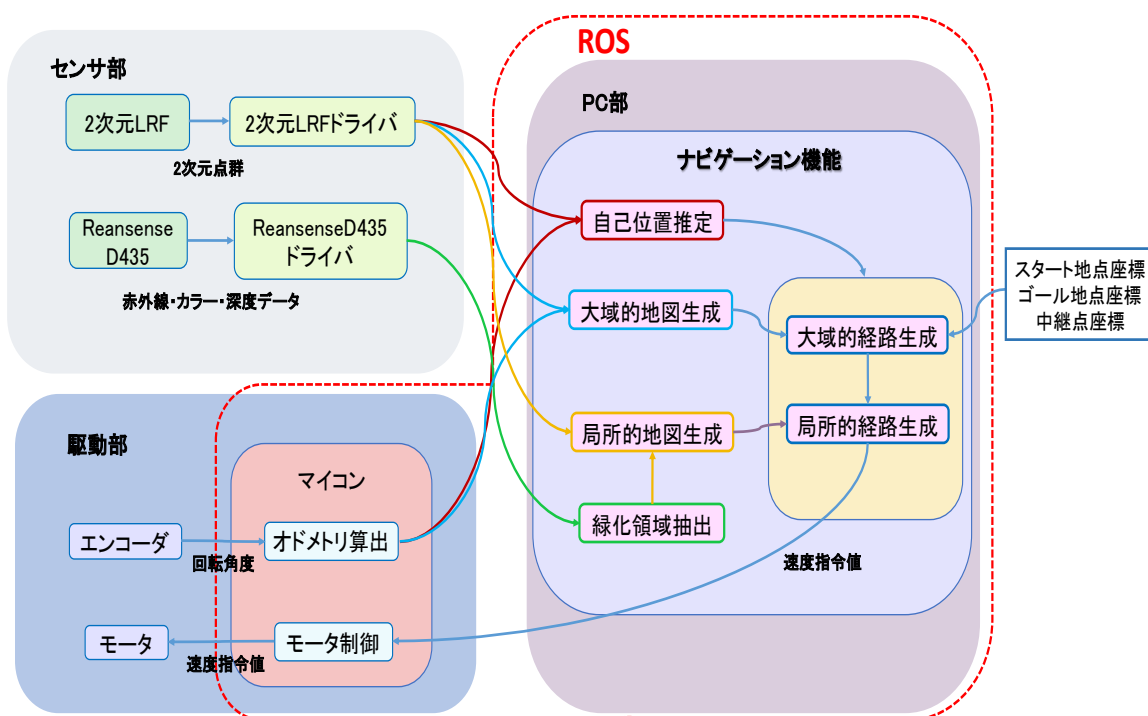 ROS
センサ部
2次元LRF
2次元LRFドライバ
2次元点群
Reansense
D435
ReansenseD435
ドライバ
赤外線・カラー・深度データ
PC部
ナビゲーション機能
自己位置推定
大域的地図生成
大域的経路生成
局所的地図生成
局所的経路生成
緑化領域抽出
速度指令値
スタート地点座標
ゴール地点座標
中継点座標
駆動部
マイコン
エンコーダ
回転角度
オドメトリ算出
モータ
速度指令値
モータ制御